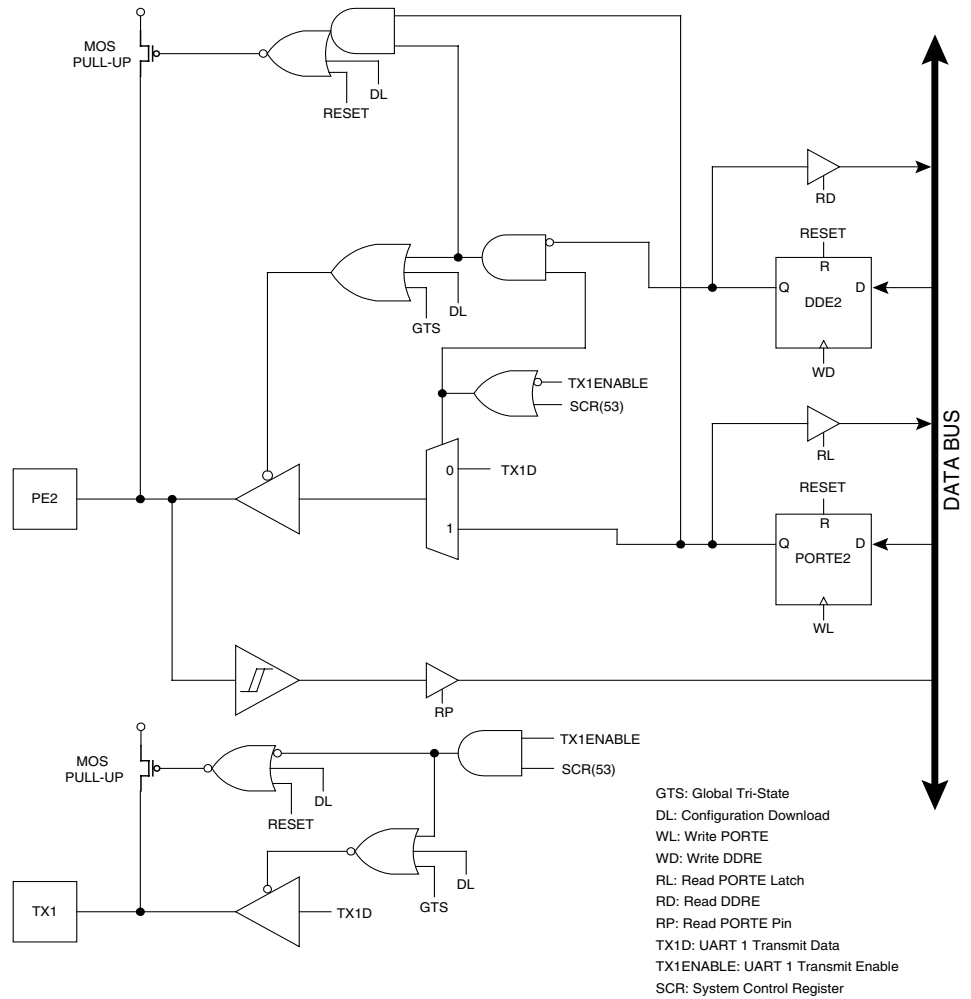 MOS
PULL-UP
DL
RESET
RD
RESET
R
Q
D
DDE2
WD
DL
GTS
TX1ENABLE
SCR(53)
RL
RESET
R
Q
D
PORTE2
WL
DATA BUS
0
TX1D
1
PE2
RP
MOS
PULL-UP
TX1ENABLE
SCR(53)
DL
RESET
DL
GTS
TX1
TX1D
GTS: Global Tri-State
DL: Configuration Download
WL: Write PORTE
WD: Write DDRE
RL: Read PORTE Latch
RD: Read DDRE
RP: Read PORTE Pin
TX1D: UART 1 Transmit Data
TX1ENABLE: UART 1 Transmit Enable
SCR: System Control Register